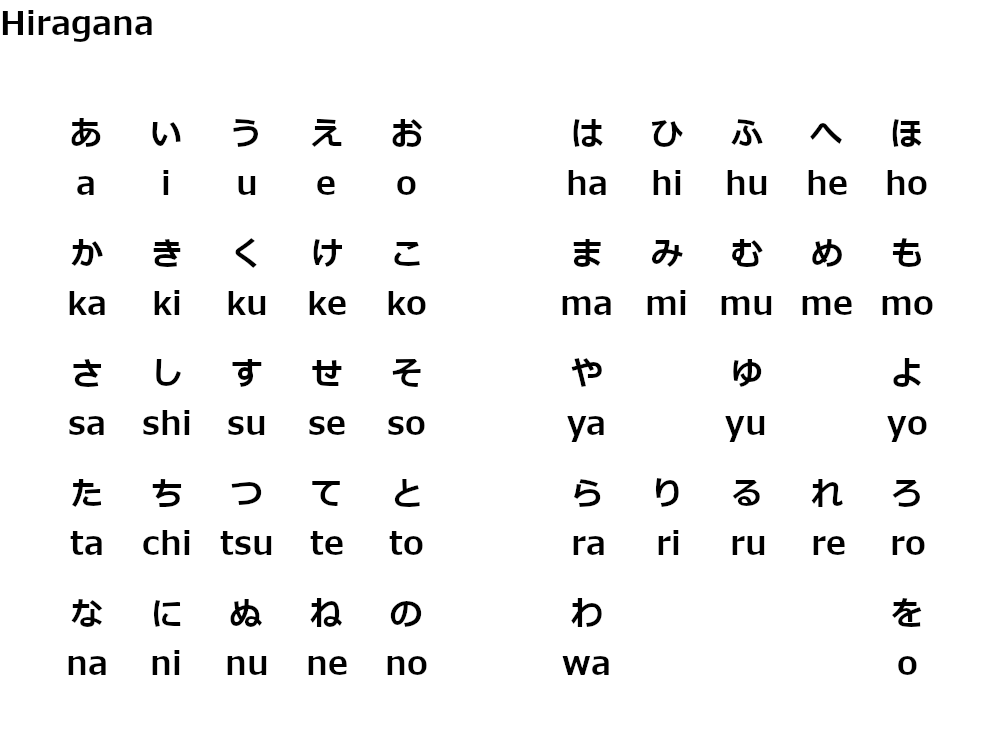 Hiragana
あ い う え お は ひ ふ へ ほ
a i u e o ha hi hu he ho
か き く け こ ま み む め も
ka ki ku ke ko ma mi mu me mo
さ し す せ そ や ゆ よ
sa shi su se so ya yu yo
た ち つ て と ら り る れ ろ
ta chi tsu te to ra ri ru re ro
な に ぬ ね の わ を
na ni nu ne no wa o